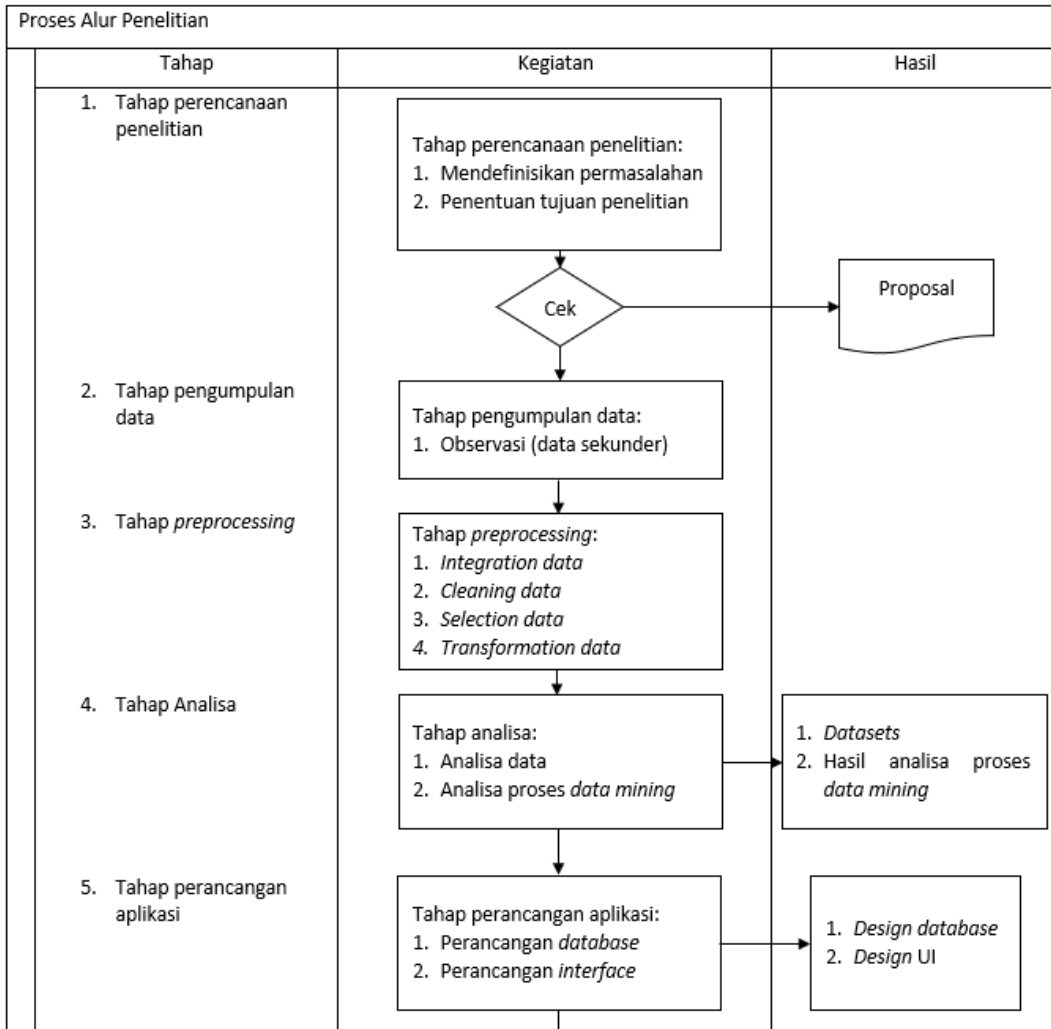 Proses Alur Penelitian
Tahap
Kegiatan
Hasil
1. Tahap perencanaan
penelitian
Tahap perencanaan penelitian:
1. Mendefinisikan permasalahan
2. Penentuan tujuan penelitian
Cek
Proposal
2. Tahap pengumpulan
data
Tahap pengumpulan data:
1. Observasi (data sekunder)
3. Tahap preprocessing
Tahap preprocessing:
1. Integration data
2. Cleaning data
3. Selection data
4. Transformation data
4. Tahap Analisa
Tahap analisa:
1. Analisa data
2. Analisa proses data mining
1. Datasets
2. Hasil analisa proses
data mining
5. Tahap perancangan
aplikasi
Tahap perancangan aplikasi:
1. Perancangan database
2. Perancangan interface
1. Design database
2. Design UI